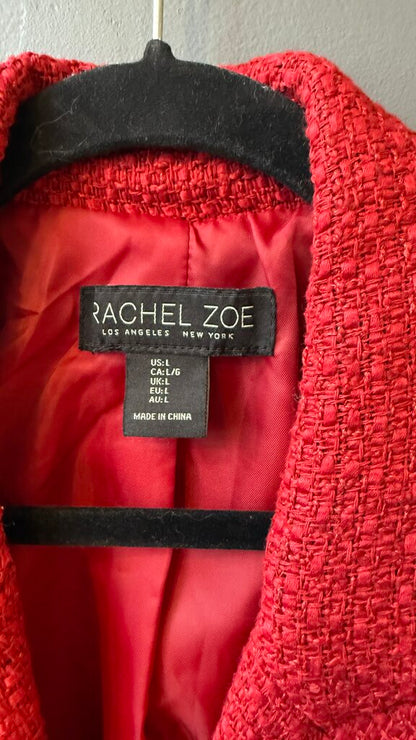 RACHEL ZOE
LOS ANGELES NEW YORK
US: L
CA: L/G
UK: L
EU: L
AU: L
MADE IN CHINA